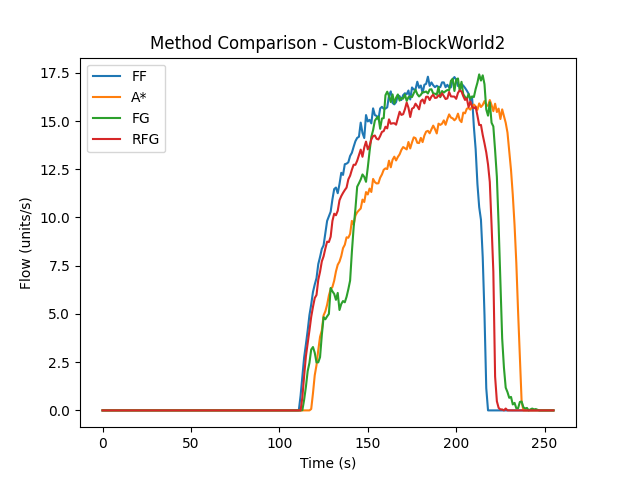 Method Comparison - Custom-BlockWorld2
FF
A*
FG
RFG
17.5
15.0
12.5
10.0
7.5
5.0
2.5
0.0
Flow (units/s)
0
50
100
150
200
250
Time (s)